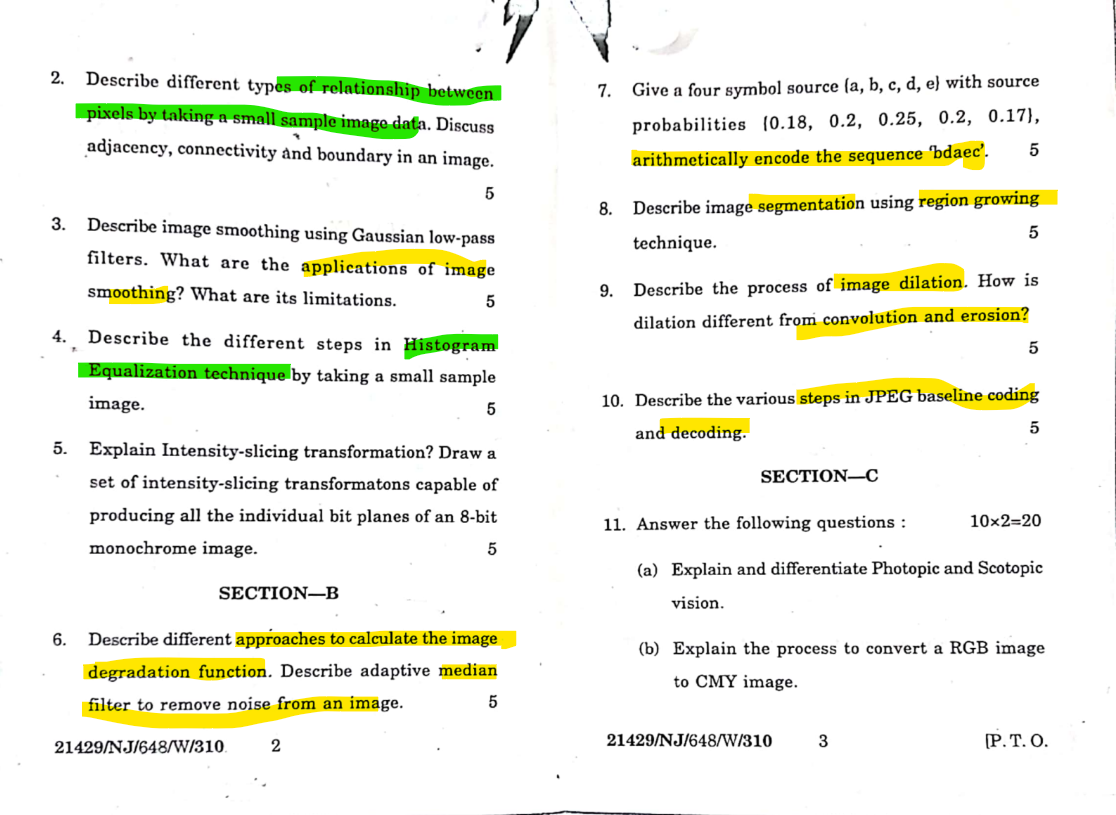 2. Describe different types of relationship between
pixels by taking a small sample image data. Discuss
adjacency, connectivity and boundary in an image.
5
3. Describe image smoothing using Gaussian low-pass
filters. What are the applications of image
smoothing? What are its limitations. 5
4. Describe the different steps in Histogram
Equalization technique by taking a small sample
image. 5
5. Explain Intensity-slicing transformation? Draw a
set of intensity-slicing transformatons capable of
producing all the individual bit planes of an 8-bit
monochrome image. 5
SECTION—B
6. Describe different approaches to calculate the image
degradation function. Describe adaptive median
filter to remove noise from an image. 5
21429/NJ/648/W/310 2
7. Give a four symbol source {a, b, c, d, e} with source
probabilities {0.18, 0.2, 0.25, 0.2, 0.17},
arithmetically encode the sequence 'bdaec'. 5
8. Describe image segmentation using region growing
technique. 5
9. Describe the process of image dilation. How is
dilation different from convolution and erosion?
5
10. Describe the various steps in JPEG baseline coding
and decoding. 5
SECTION—C
11. Answer the following questions : 10×2=20
(a) Explain and differentiate Photopic and Scotopic
vision.
(b) Explain the process to convert a RGB image
to CMY image.
21429/NJ/648/W/310 3 [P. T. O.